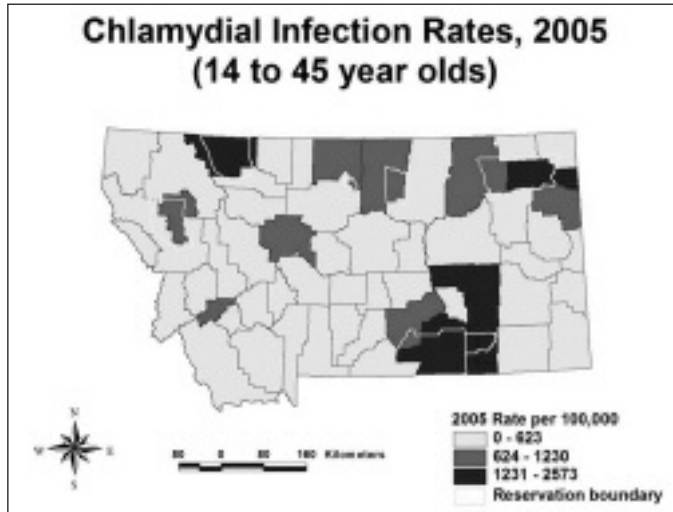 Chlamydial Infection Rates, 2005
(14 to 45 year olds)
N
W E
S
80 0 80 160 Kilometers
2005 Rate per 100,000
0 - 623
624 - 1230
1231 - 2573
Reservation boundary